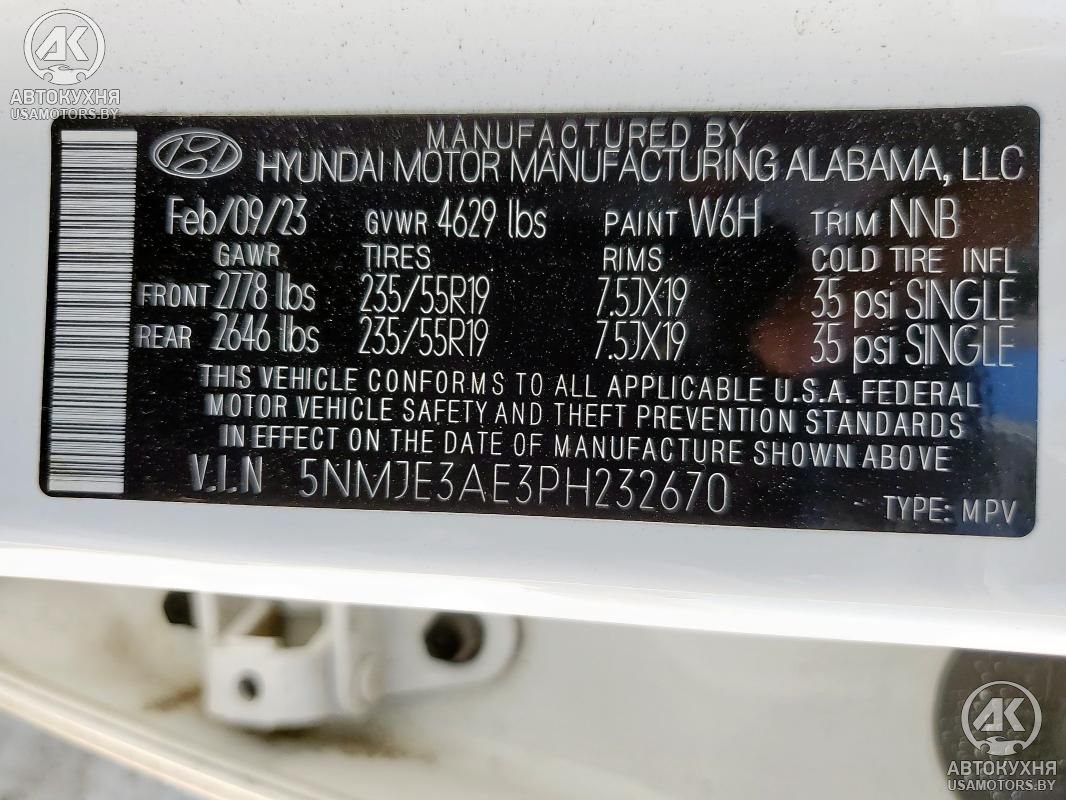 АВТОКУХНЯ
USAMOTORS.BY
MANUFACTURED BY
HYUNDAI MOTOR MANUFACTURING ALABAMA, LLC
Feb/09/23 GVWR 4629 lbs PAINT W6H TRIM NNB
GAWR TIRES RIMS COLD TIRE INFL
FRONT 2778 lbs 235/55R19 7.5JX19 35 psi SINGLE
REAR 2646 lbs 235/55R19 7.5JX19 35 psi SINGLE
THIS VEHICLE CONFORMS TO ALL APPLICABLE U.S.A. FEDERAL
MOTOR VEHICLE SAFETY AND THEFT PREVENTION STANDARDS
IN EFFECT ON THE DATE OF MANUFACTURE SHOWN ABOVE
V.I.N 5NMJE3AE3PH232670
TYPE: MPV
АВТОКУХНЯ
USAMOTORS.BY